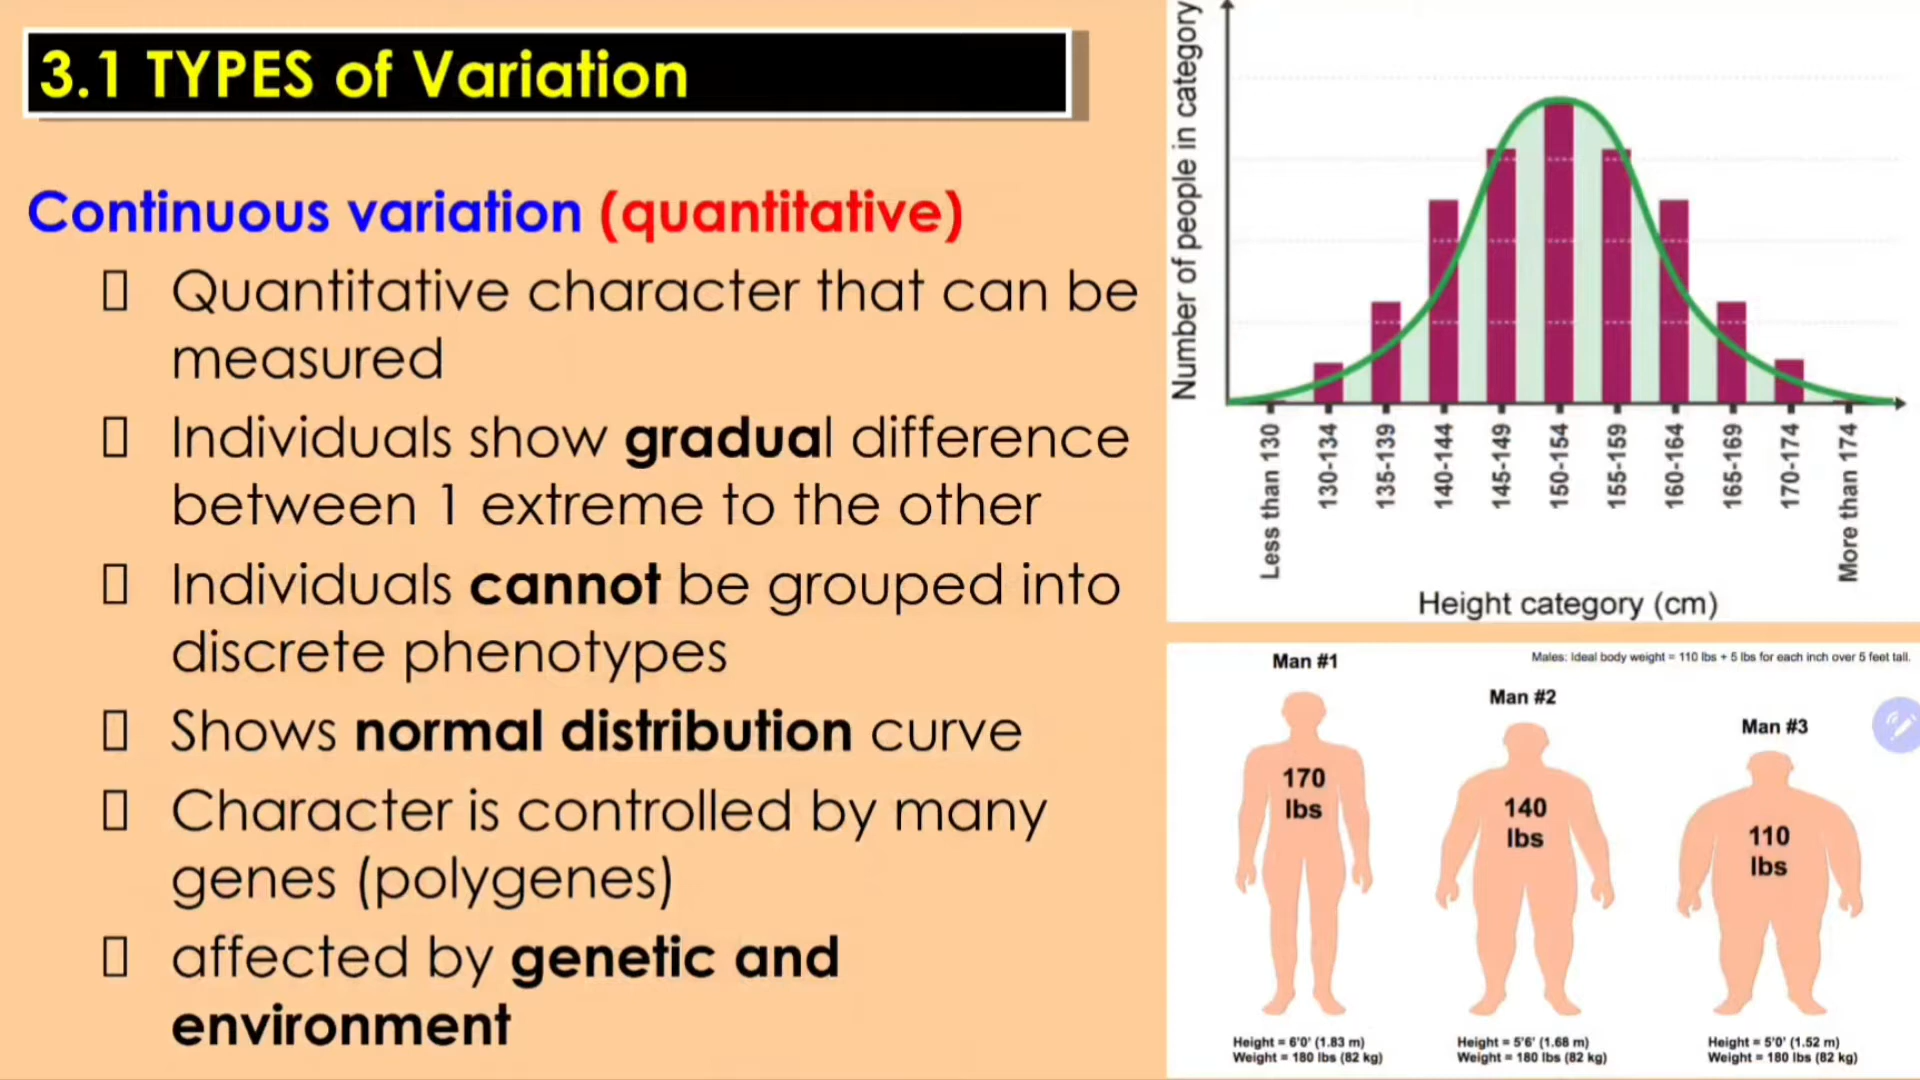 3.1 TYPES of Variation
Continuous variation (quantitative)
Quantitative character that can be
measured
Individuals show gradual difference
between 1 extreme to the other
Individuals cannot be grouped into
discrete phenotypes
Shows normal distribution curve
Character is controlled by many
genes (polygenes)
affected by genetic and
environment
Number of people in category
Less than 130
130-134
135-139
140-144
145-149
150-154
155-159
160-164
165-169
170-174
More than 174
Height category (cm)
Males: Ideal body weight = 110 lbs + 5 lbs for each inch over 5 feet tall.
Man #1
170
lbs
Height = 6'0' (1.83 m)
Weight = 180 lbs (82 kg)
Man #2
140
lbs
Height = 5'6' (1.68 m)
Weight = 180 lbs (82 kg)
Man #3
110
lbs
Height = 5'0' (1.52 m)
Weight = 180 lbs (82 kg)